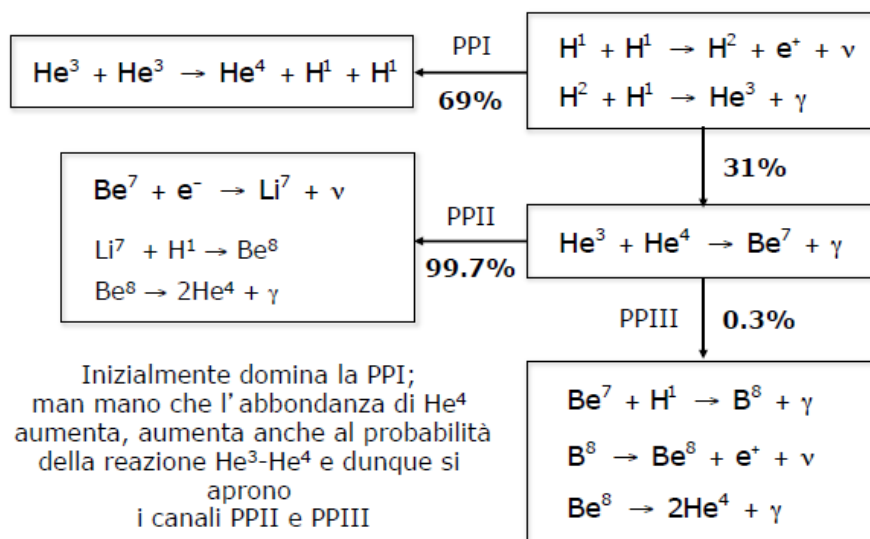 He³ + He³ → He⁴ + H¹ + H¹
PPI
69%
H¹ + H¹ → H² + e⁺ + ν
H² + H¹ → He³ + γ
31%
Be⁷ + e⁻ → Li⁷ + ν
Li⁷ + H¹ → Be⁸
Be⁸ → 2He⁴ + γ
PPII
99.7%
He³ + He⁴ → Be⁷ + γ
PPIII
0.3%
Inizialmente domina la PPI;
man mano che l'abbondanza di He⁴
aumenta, aumenta anche al probabilità
della reazione He³-He⁴ e dunque si
aprono
i canali PPII e PPIII
Be⁷ + H¹ → B⁸ + γ
B⁸ → Be⁸ + e⁺ + ν
Be⁸ → 2He⁴ + γ